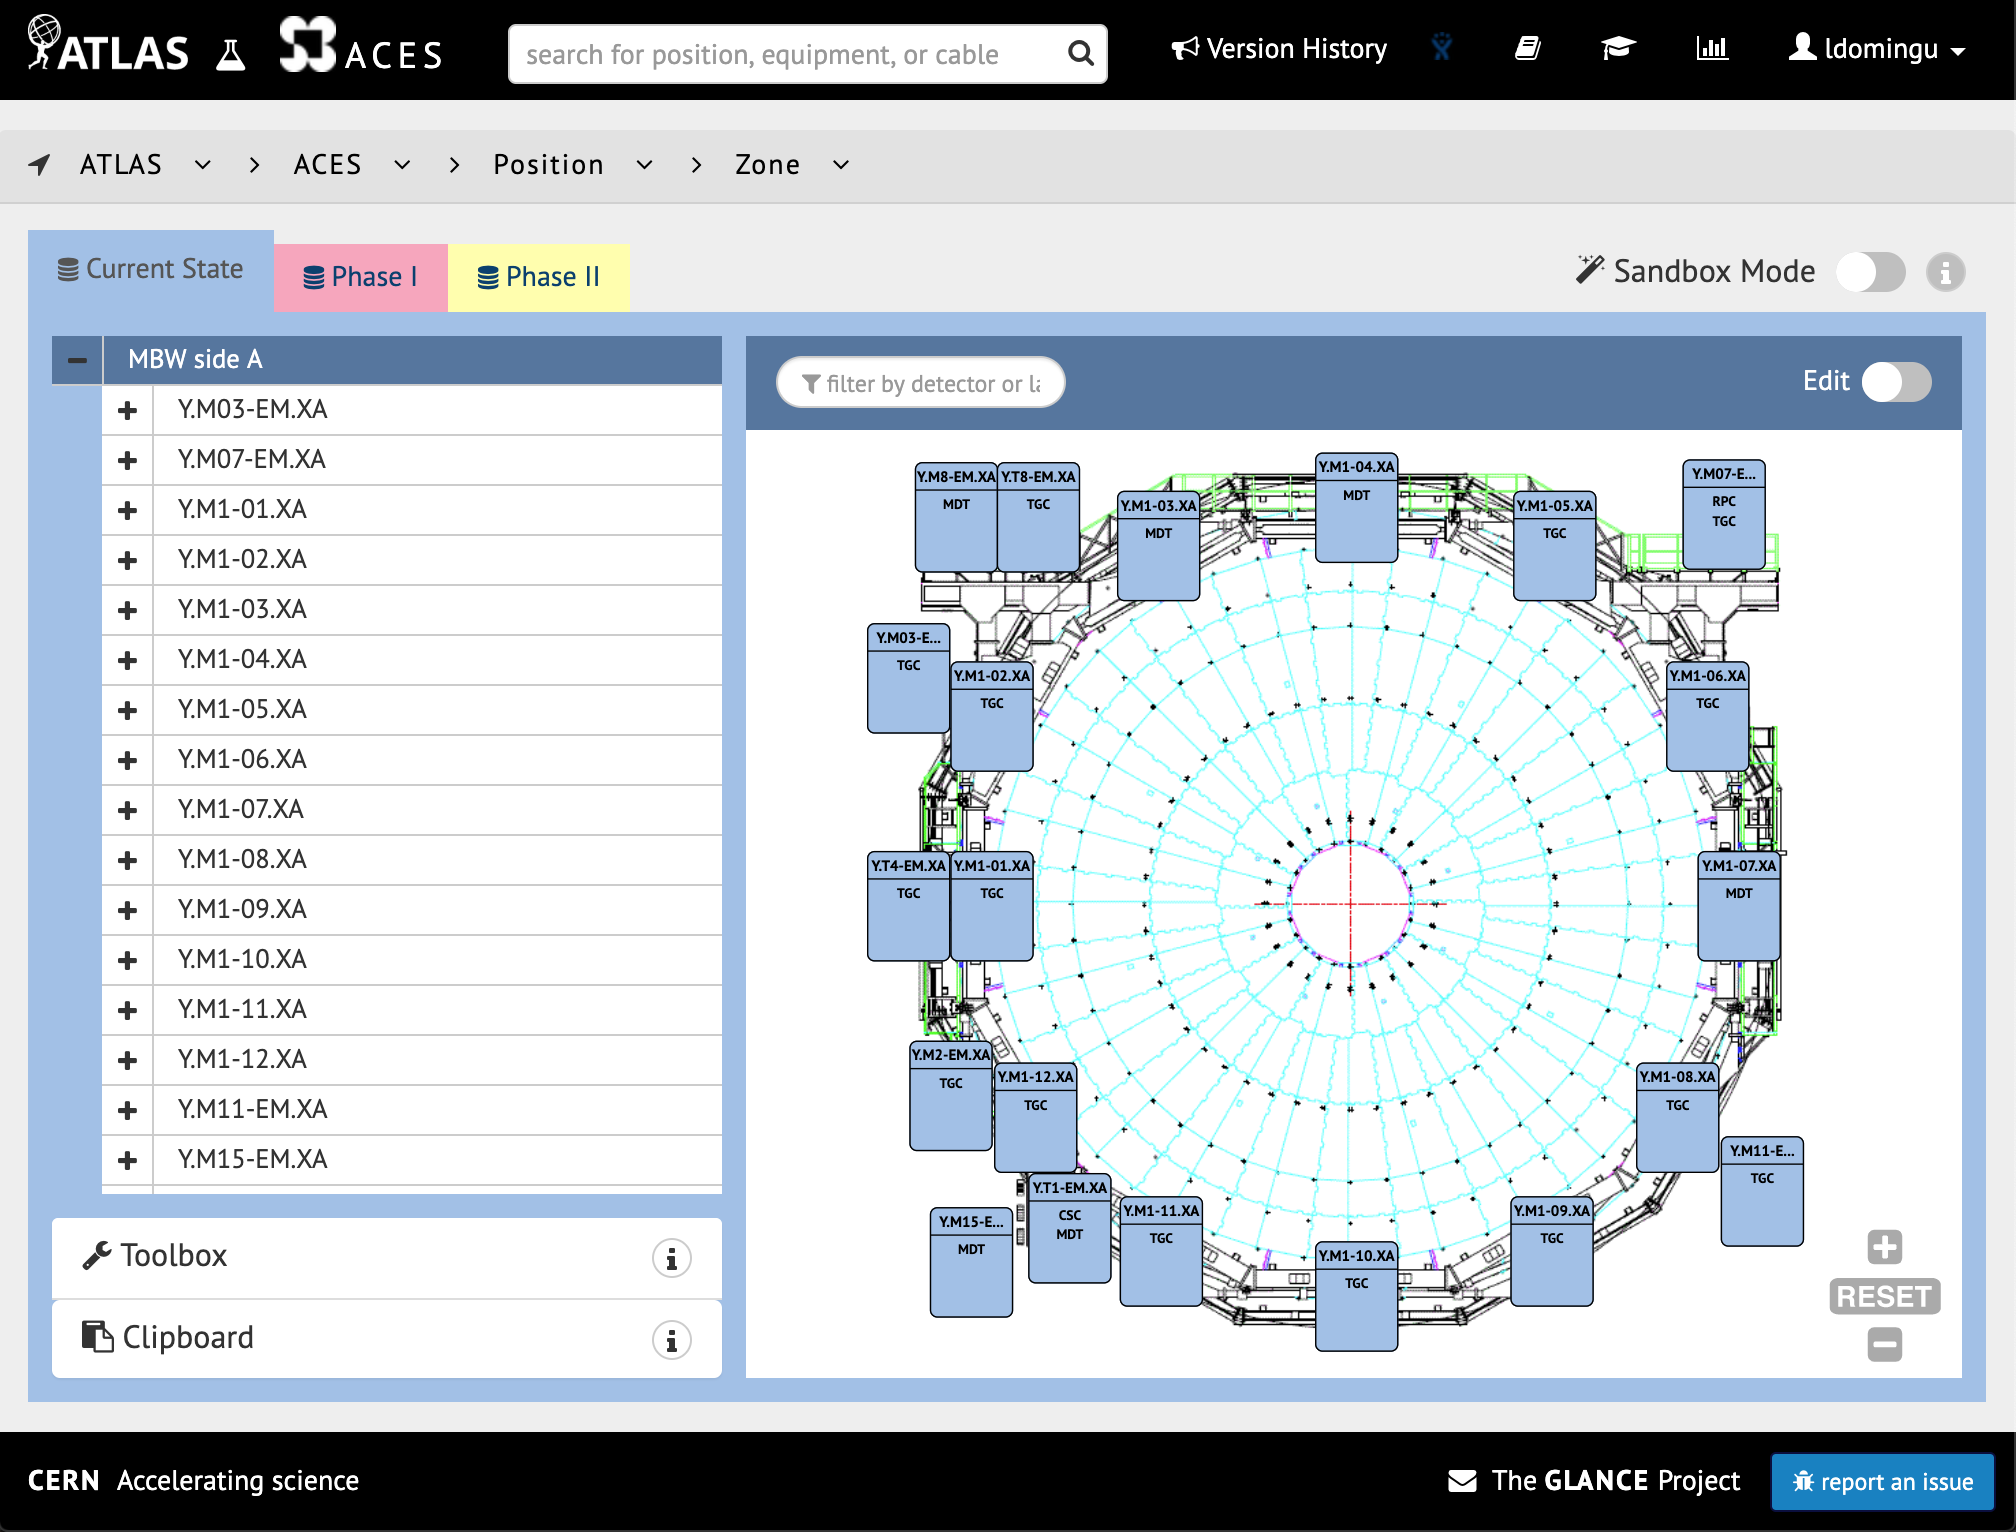 ATLAS ACES
search for position, equipment, or cable
Version History
ldomingu
ATLAS > ACES > Position > Zone
Current State
Phase I
Phase II
Sandbox Mode
MBW side A
Y.M03-EM.XA
Y.M07-EM.XA
Y.M1-01.XA
Y.M1-02.XA
Y.M1-03.XA
Y.M1-04.XA
Y.M1-05.XA
Y.M1-06.XA
Y.M1-07.XA
Y.M1-08.XA
Y.M1-09.XA
Y.M1-10.XA
Y.M1-11.XA
Y.M1-12.XA
Y.M11-EM.XA
Y.M15-EM.XA
Toolbox
Clipboard
filter by detector or la
Edit
Y.M8-EM.XA
MDT
Y.T8-EM.XA
TGC
Y.M1-03.XA
MDT
Y.M1-04.XA
MDT
Y.M1-05.XA
TGC
Y.M07-E...
RPC
TGC
Y.M03-E...
TGC
Y.M1-02.XA
TGC
Y.M1-06.XA
TGC
Y.T4-EM.XA
TGC
Y.M1-01.XA
TGC
Y.M1-07.XA
MDT
Y.M2-EM.XA
TGC
Y.M1-12.XA
TGC
Y.M1-08.XA
TGC
Y.M11-E...
TGC
Y.M15-E...
MDT
Y.T1-EM.XA
CSC
MDT
Y.M1-11.XA
TGC
Y.M1-10.XA
TGC
Y.M1-09.XA
TGC
RESET
CERN Accelerating science
The GLANCE Project
report an issue